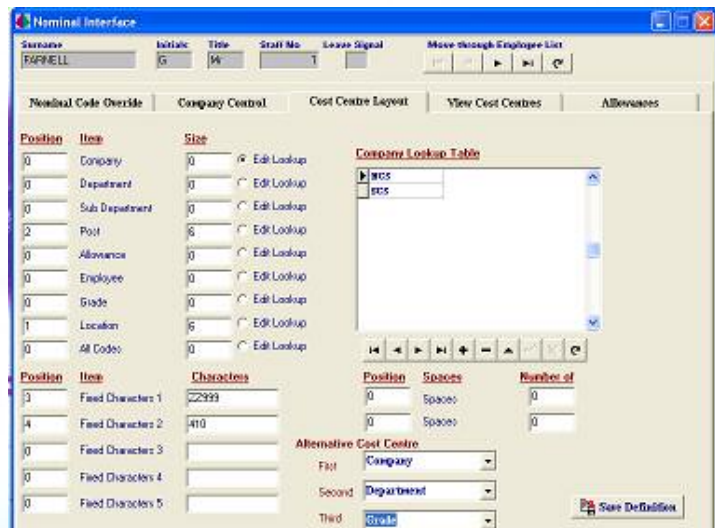 Nominal Interface
Surname Initials Title Staff No Leave Signal Move through Employee List
FARNELL G Mr 1
Nominal Code Override Company Control Cost Centre Layout View Cost Centres Allowances
Position Item Size
Company Lookup Table
0 Company 0 Edit Lookup
0 Department 0 Edit Lookup
0 Sub Department 0 Edit Lookup
2 Post 6 Edit Lookup
0 Allowance 0 Edit Lookup
0 Employee 0 Edit Lookup
0 Grade 0 Edit Lookup
1 Location 6 Edit Lookup
0 All Codes 0 Edit Lookup
SCS
Position Item Characters Position Spaces Number of
3 Fixed Characters 1 ZZ999 0 Spaces 0
4 Fixed Characters 2 410 0 Spaces 0
0 Fixed Characters 3
0 Fixed Characters 4
0 Fixed Characters 5
Alternative Cost Centre
First Company
Second Department
Third Grade
Save Definition